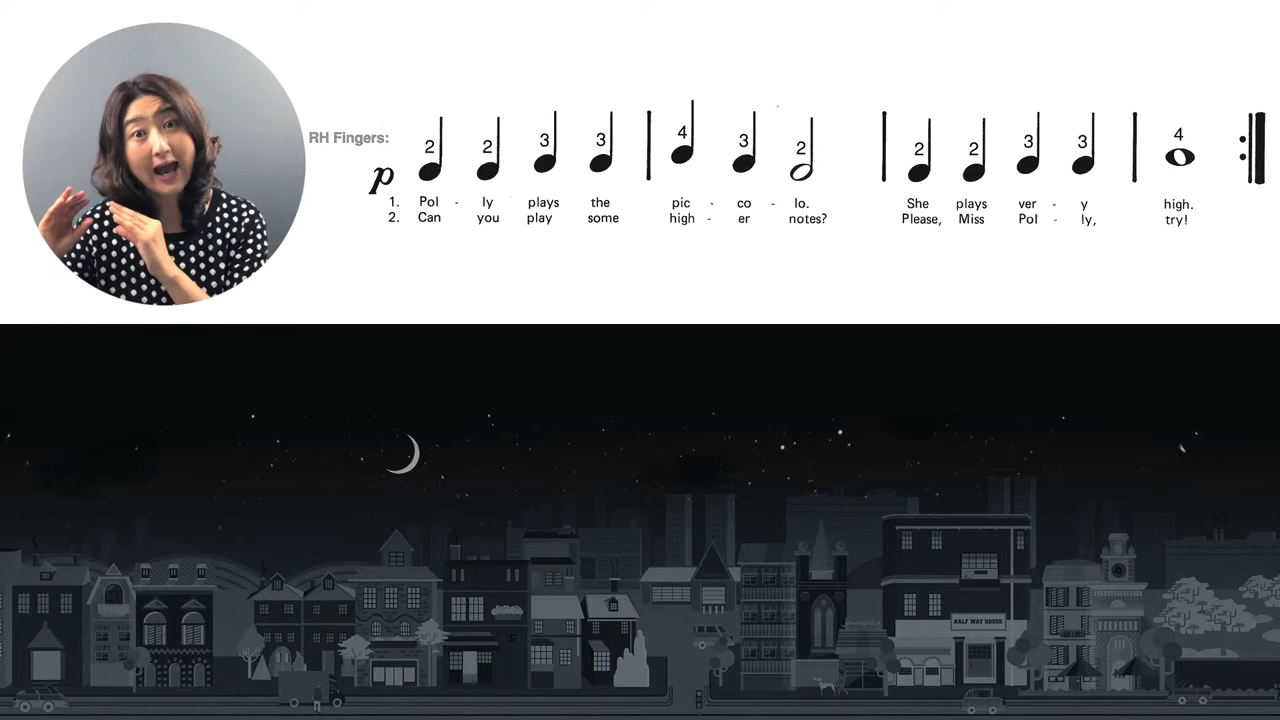 RH Fingers:
2 2 3 3 4 3 2 2 2 3 3 4
p
1. Pol - ly plays the pic - co - lo. She plays ver - y high.
2. Can you play some high - er notes? Please, Miss Pol - ly, try!
HALF WAY HOUSE